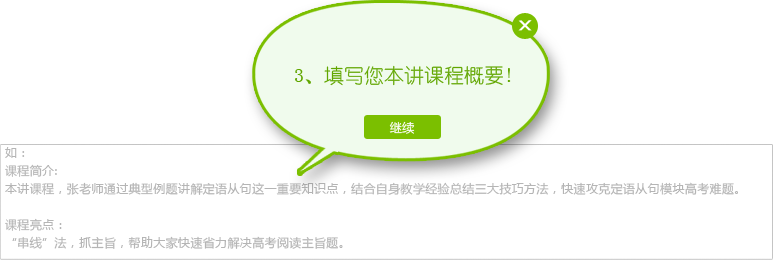 3、填写您本讲课程概要!
继续
如：
课程简介:
本讲课程，张老师通过典型例题讲解定语从句这一重要知识点，结合自身教学经验总结三大技巧方法，快速攻克定语从句模块高考难题。
课程亮点：
“串线”法，抓主旨，帮助大家快速省力解决高考阅读主旨题。